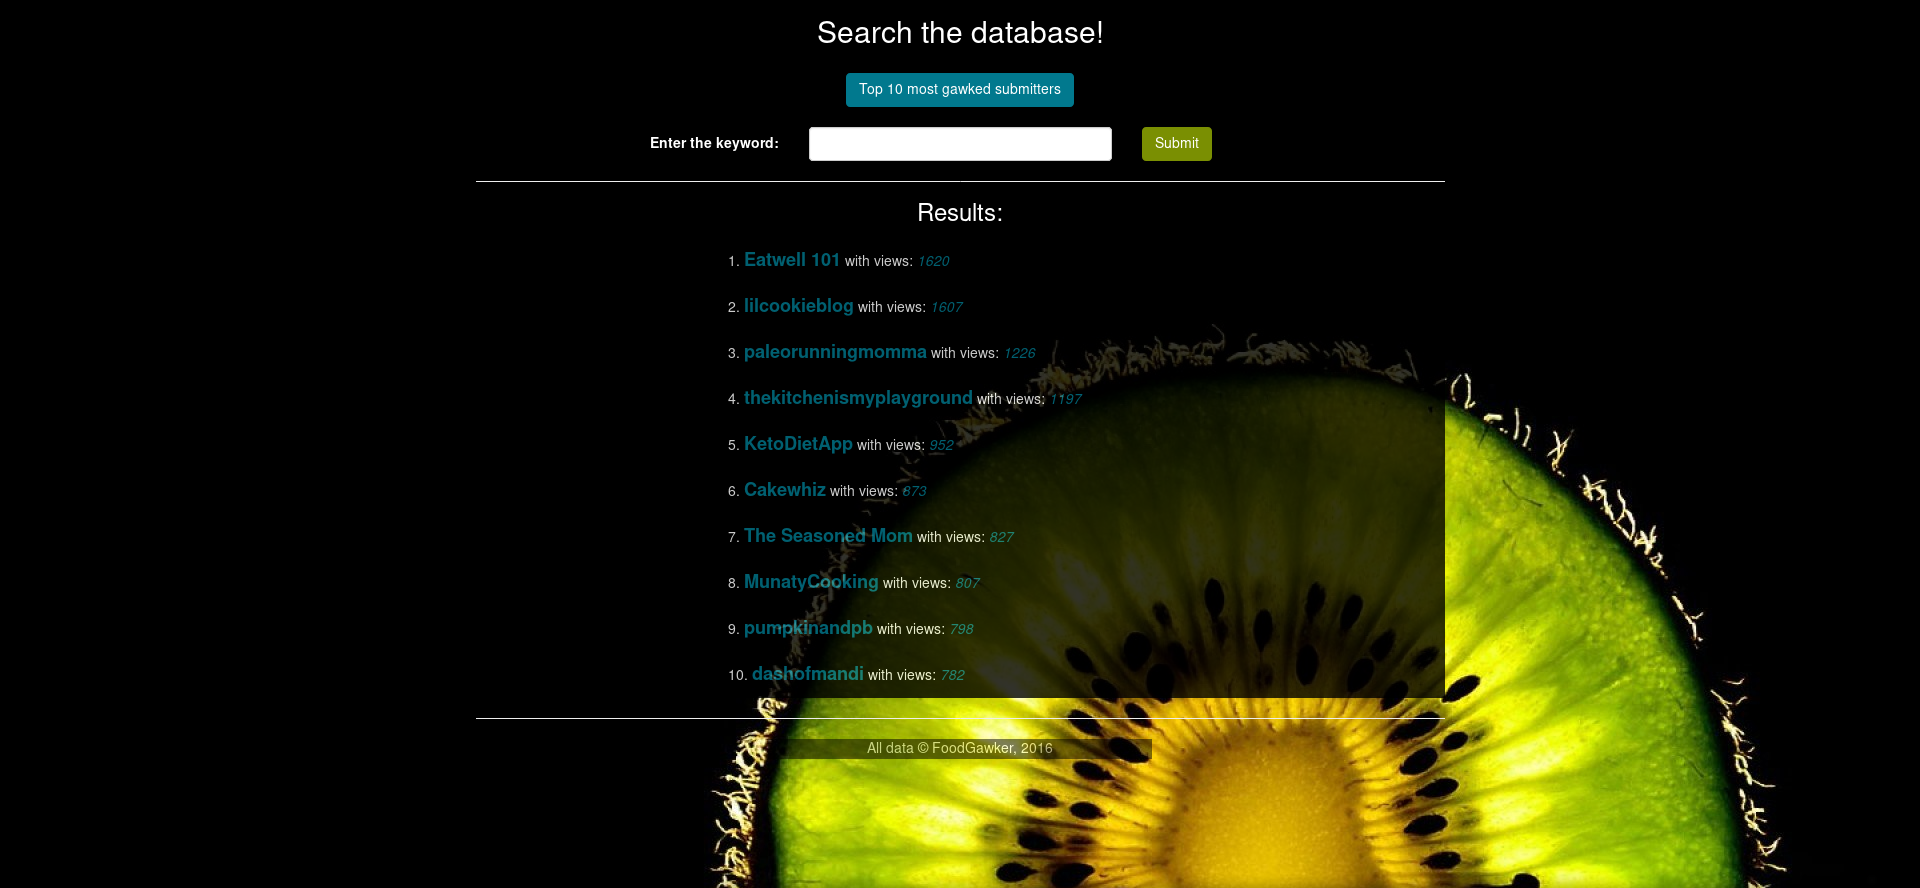 Search the database!
Top 10 most gawked submitters
Enter the keyword:
Submit
Results:
1. Eatwell 101 with views: 1620
2. lilcookieblog with views: 1607
3. paleorunningmomma with views: 1226
4. thekitchenismyplayground with views: 1197
5. KetoDietApp with views: 952
6. Cakewhiz with views: 873
7. The Seasoned Mom with views: 827
8. MunatyCooking with views: 807
9. pumpkinandpb with views: 798
10. dashofmandi with views: 782
All data © FoodGawker, 2016